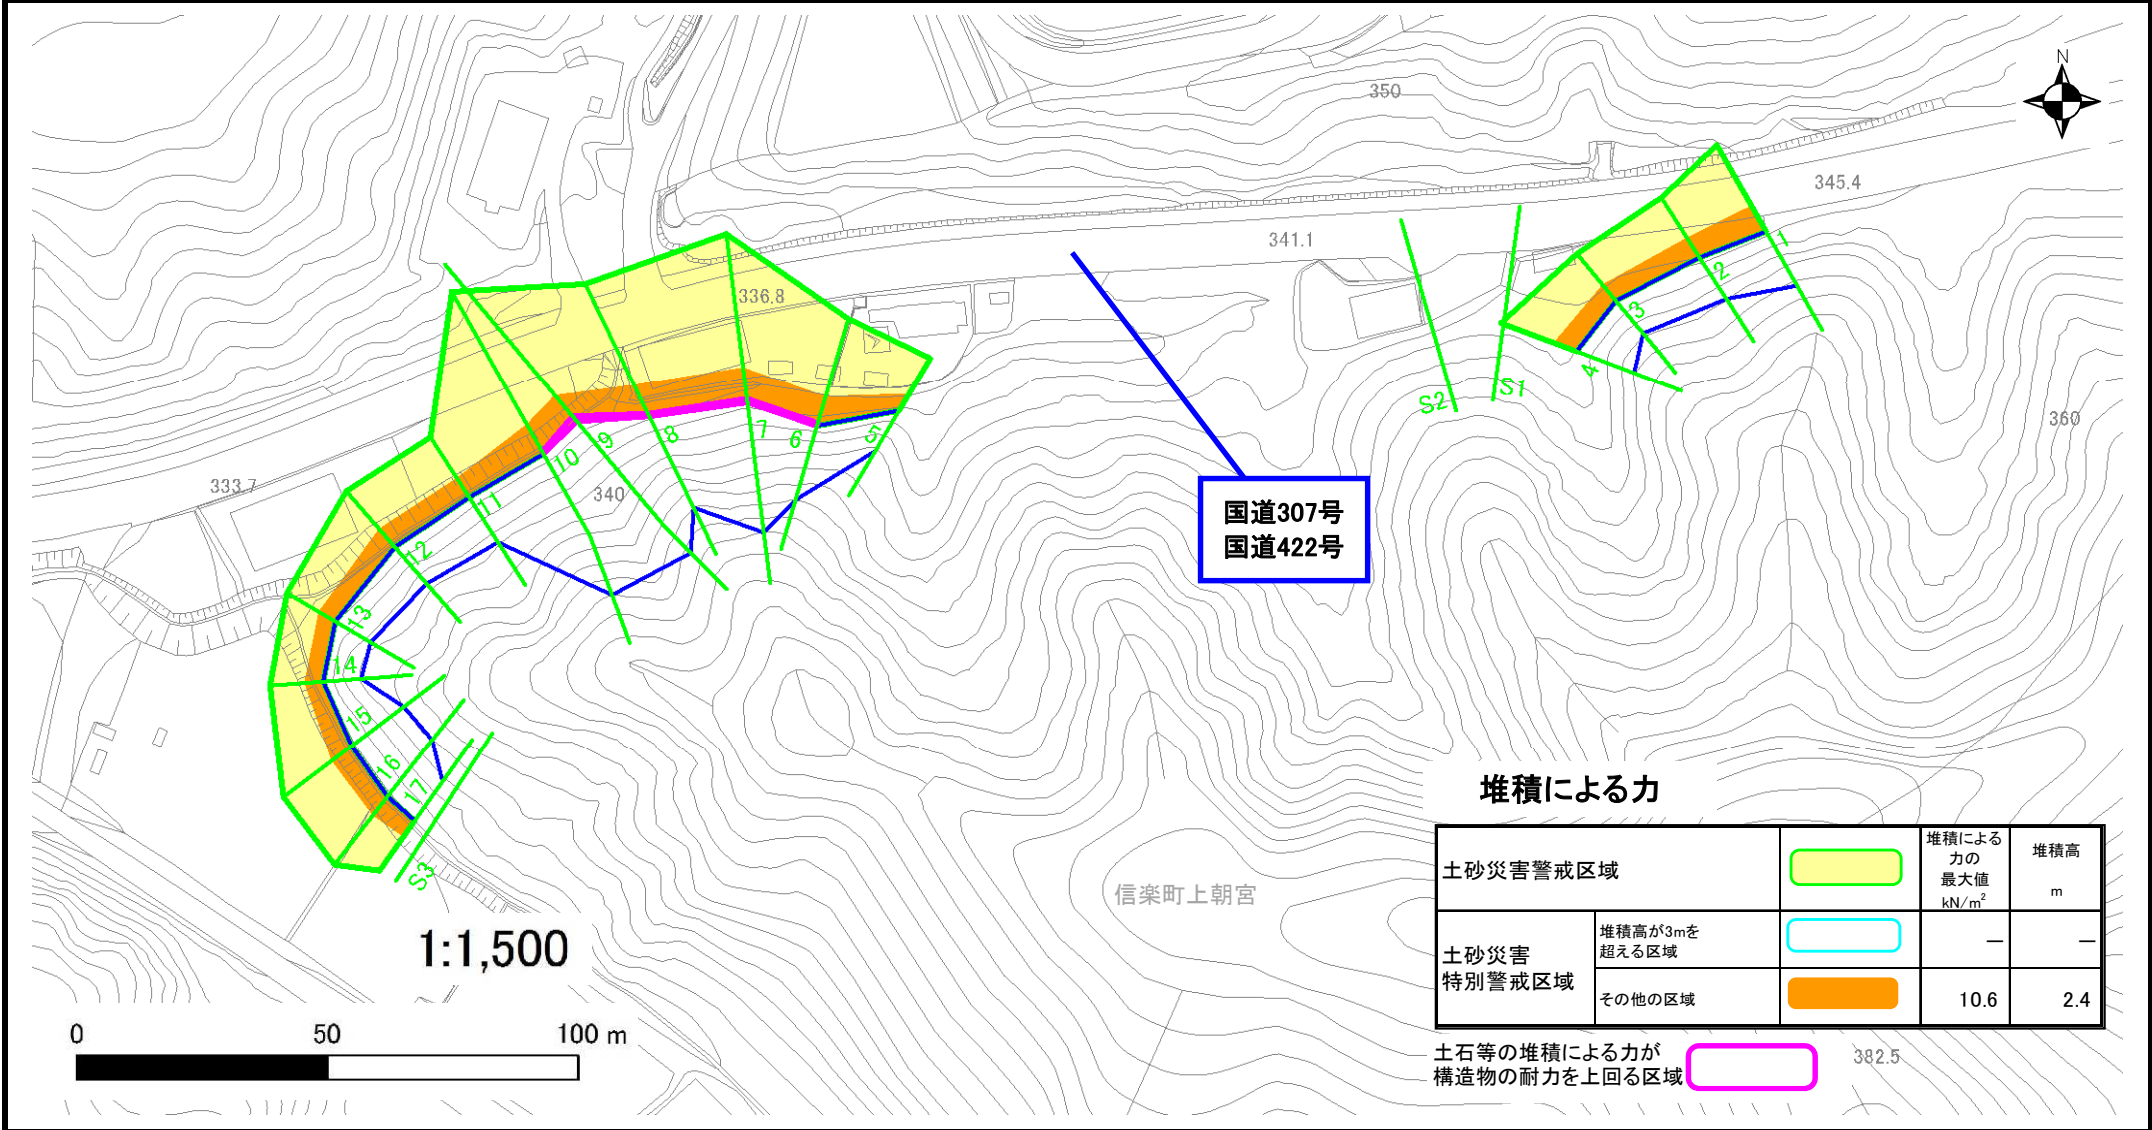 N
350
345.4
341.1
336.8
333.7
340
360
382.5
1
2
3
4
S1
S2
5
6
7
8
9
10
11
12
13
14
15
16
17
S3
国道307号
国道422号
信楽町上朝宮
1:1,500
0 50 100 m
堆積による力
土砂災害警戒区域
堆積による
力の
最大値
kN/m²
堆積高
m
土砂災害
特別警戒区域
堆積高が3mを
超える区域
― ―
その他の区域
10.6 2.4
土石等の堆積による力が
構造物の耐力を上回る区域